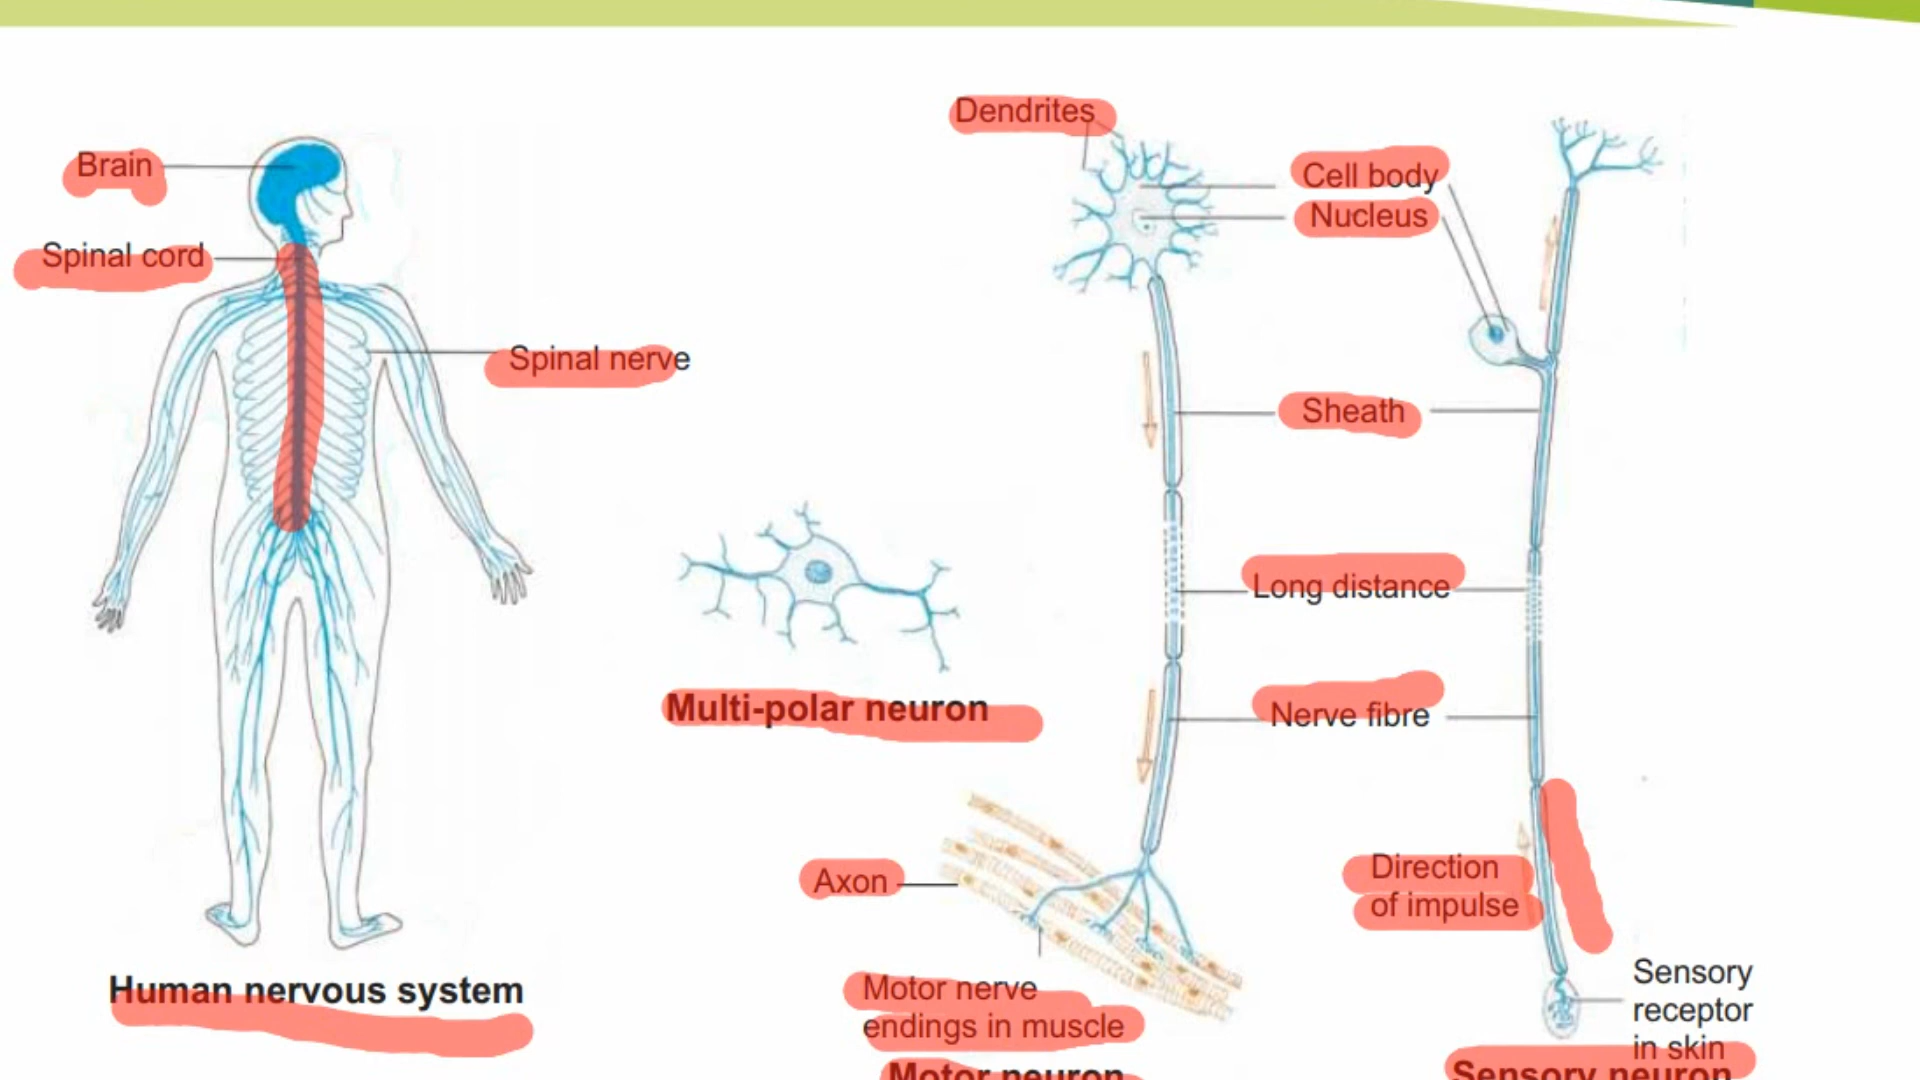 Dendrites
Brain
Cell body
Nucleus
Spinal cord
Spinal nerve
Sheath
Long distance
Multi-polar neuron
Nerve fibre
Axon
Direction
of impulse
Human nervous system
Motor nerve
endings in muscle
Sensory
receptor
in skin
Motor neuron
Sensory neuron